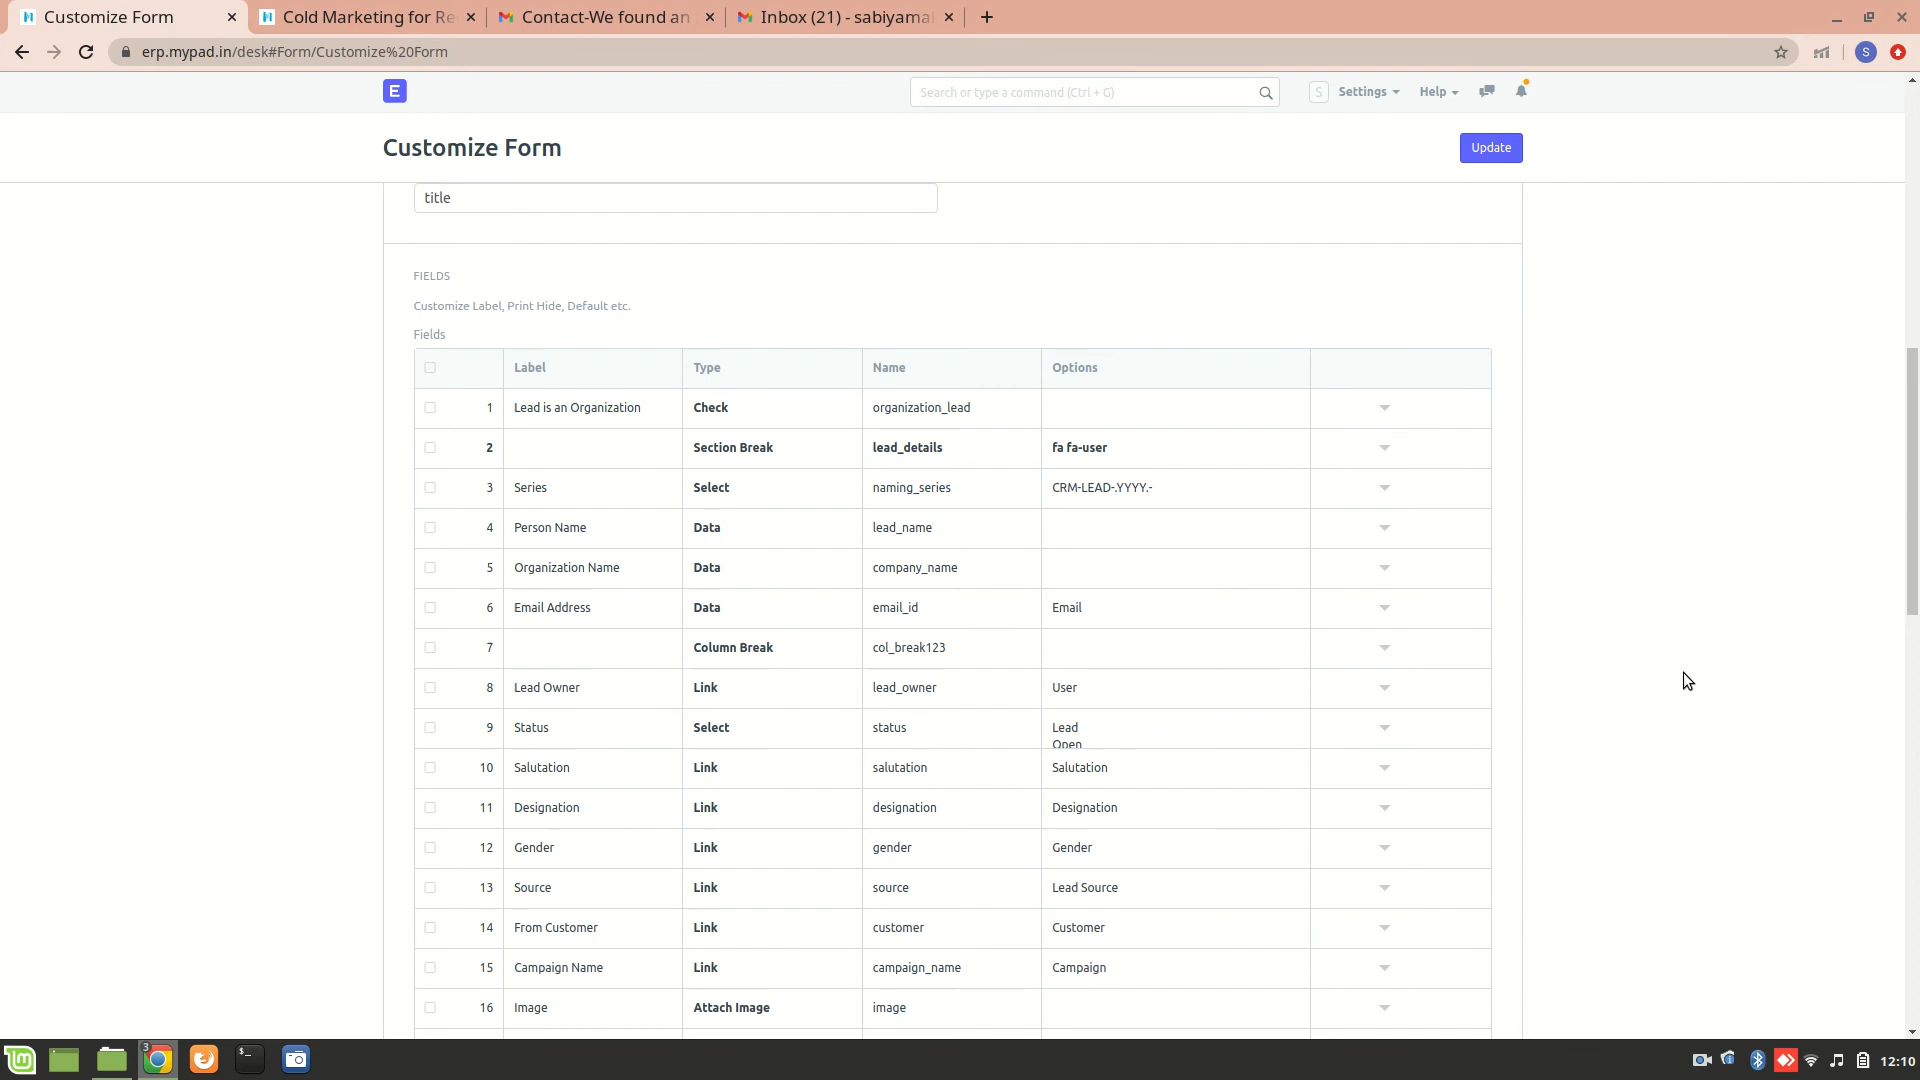 Customize Form
Cold Marketing for Re
Contact-We found an
Inbox (21) - sabiyama
erp.mypad.in/desk#Form/Customize%20Form
S
E
Search or type a command (Ctrl + G)
S
Settings
Help
Customize Form
Update
title
FIELDS
Customize Label, Print Hide, Default etc.
Fields
Label Type Name Options
1 Lead is an Organization Check organization_lead
2 Section Break lead_details fa fa-user
3 Series Select naming_series CRM-LEAD-.YYYY.-
4 Person Name Data lead_name
5 Organization Name Data company_name
6 Email Address Data email_id Email
7 Column Break col_break123
8 Lead Owner Link lead_owner User
9 Status Select status Lead
Open
10 Salutation Link salutation Salutation
11 Designation Link designation Designation
12 Gender Link gender Gender
13 Source Link source Lead Source
14 From Customer Link customer Customer
15 Campaign Name Link campaign_name Campaign
16 Image Attach Image image
3
12:10